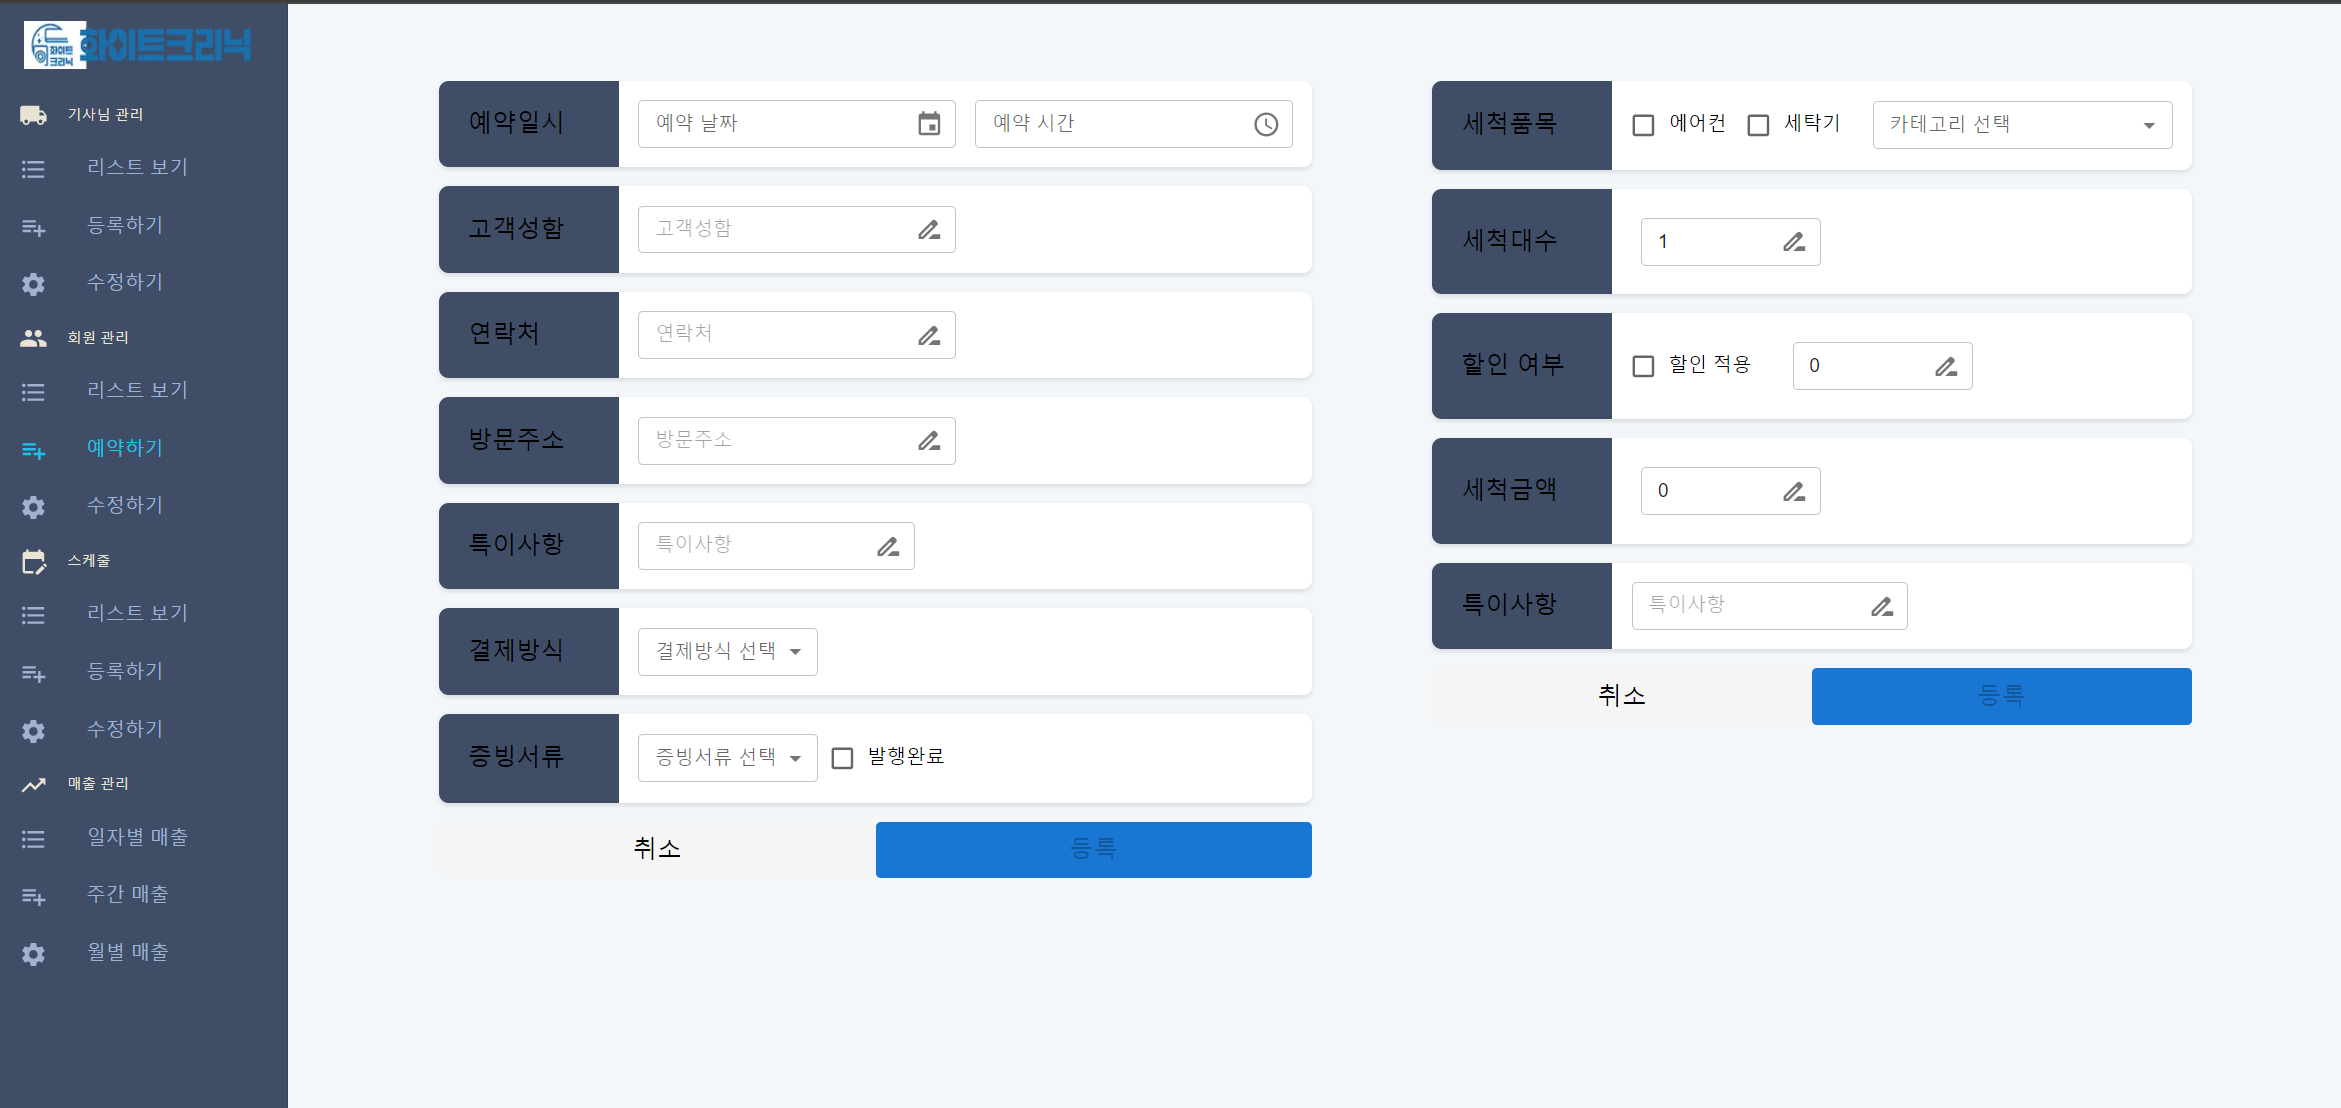 화이트
크리닉
화이트크리닉
기사님 관리
리스트 보기
등록하기
수정하기
회원 관리
리스트 보기
예약하기
수정하기
스케줄
리스트 보기
등록하기
수정하기
매출 관리
일자별 매출
주간 매출
월별 매출
예약일시 예약 날짜 예약 시간
고객성함 고객성함
연락처 연락처
방문주소 방문주소
특이사항 특이사항
결제방식 결제방식 선택
증빙서류 증빙서류 선택 발행완료
취소 등록
세척품목 에어컨 세탁기 카테고리 선택
세척대수 1
할인 여부 할인 적용 0
세척금액 0
특이사항 특이사항
취소 등록